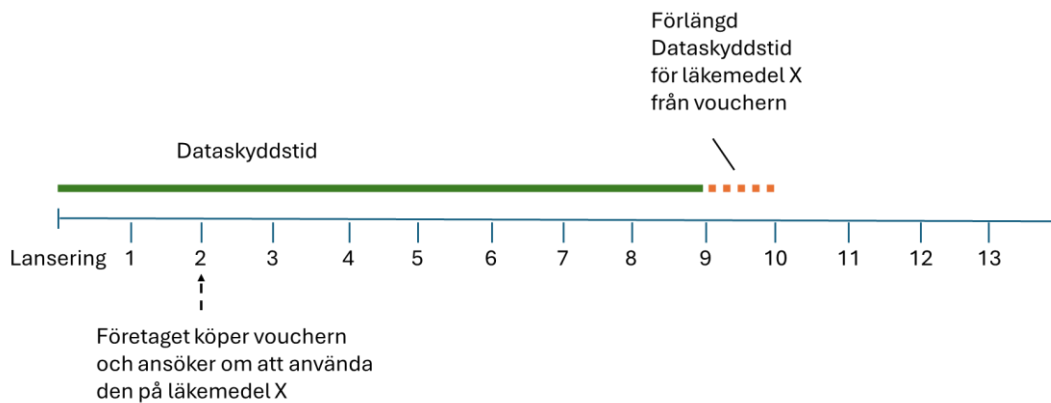 Förlängd
Dataskyddstid
för läkemedel X
från vouchern
Dataskyddstid
Lansering 1 2 3 4 5 6 7 8 9 10 11 12 13
Företaget köper vouchern
och ansöker om att använda
den på läkemedel X